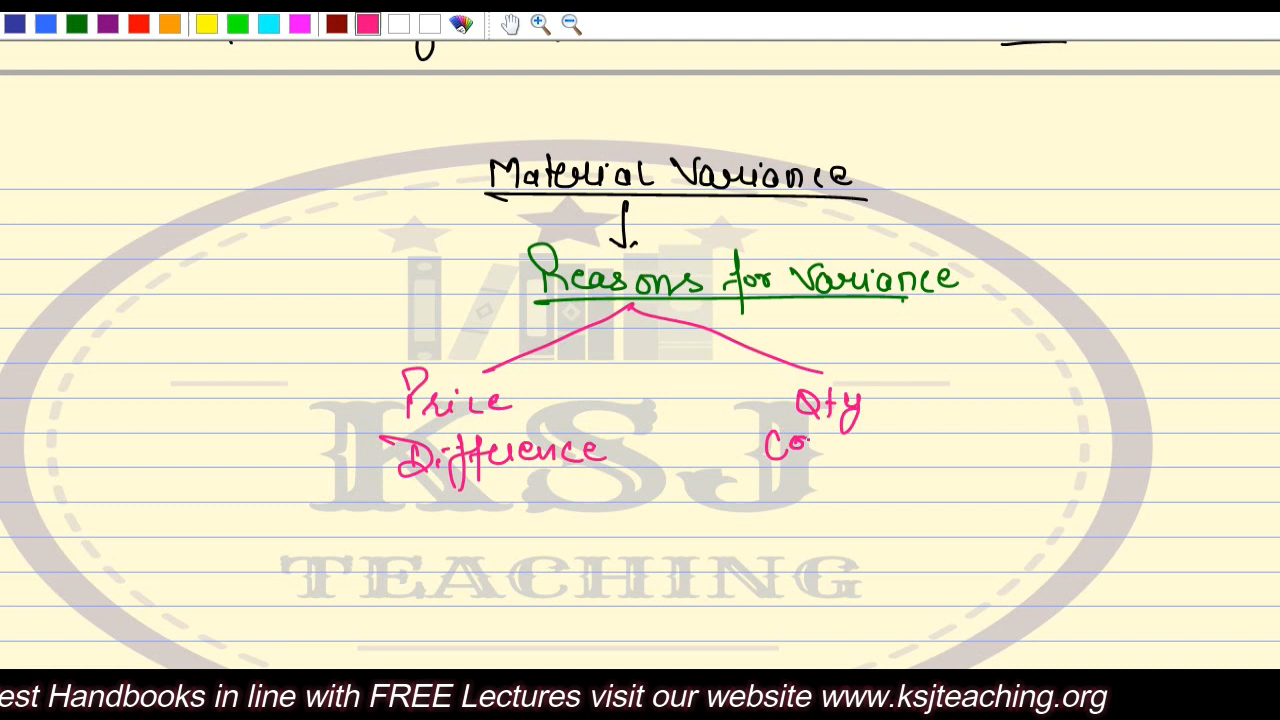 Material Variance
Reasons for Variance
Price
Difference
Qty
Co
KSJ
TEACHING
est Handbooks in line with FREE Lectures visit our website www.ksjteaching.org